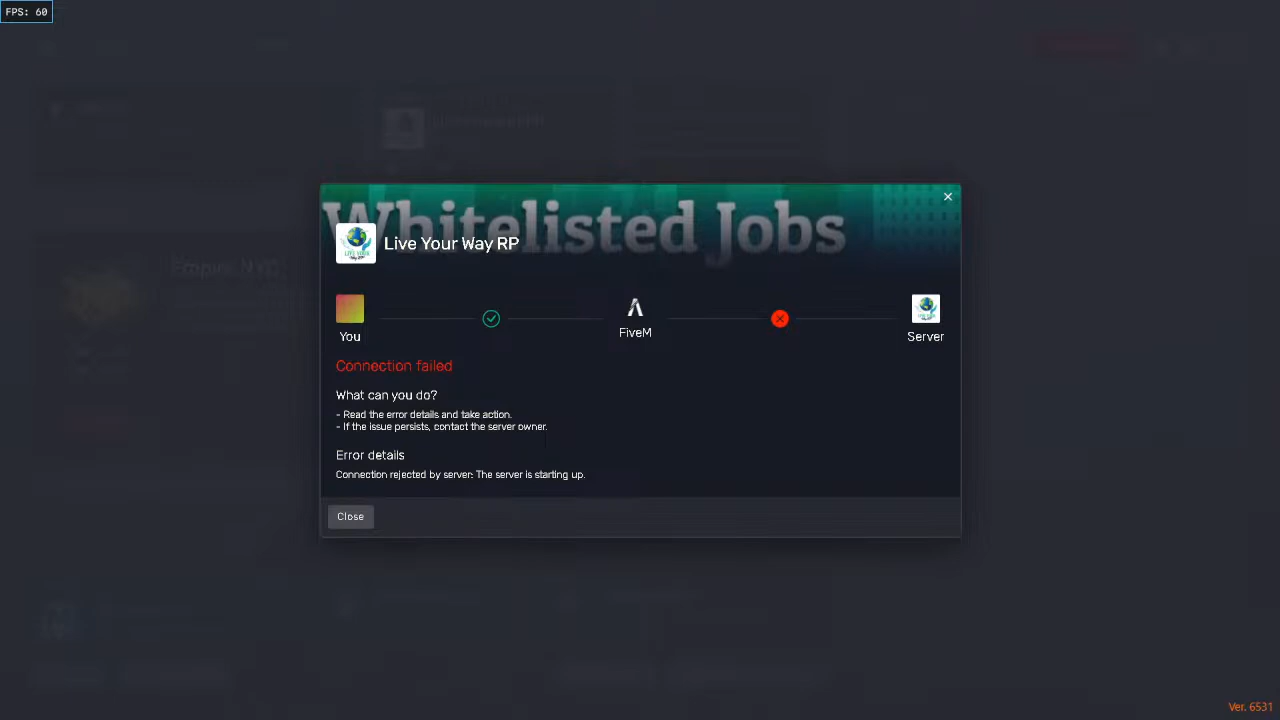 FPS: 60
Whitelisted Jobs
Live Your Way RP
You
FiveM
Server
Connection failed
What can you do?
- Read the error details and take action.
- If the issue persists, contact the server owner.
Error details
Connection rejected by server: The server is starting up.
Close
Ver. 6531